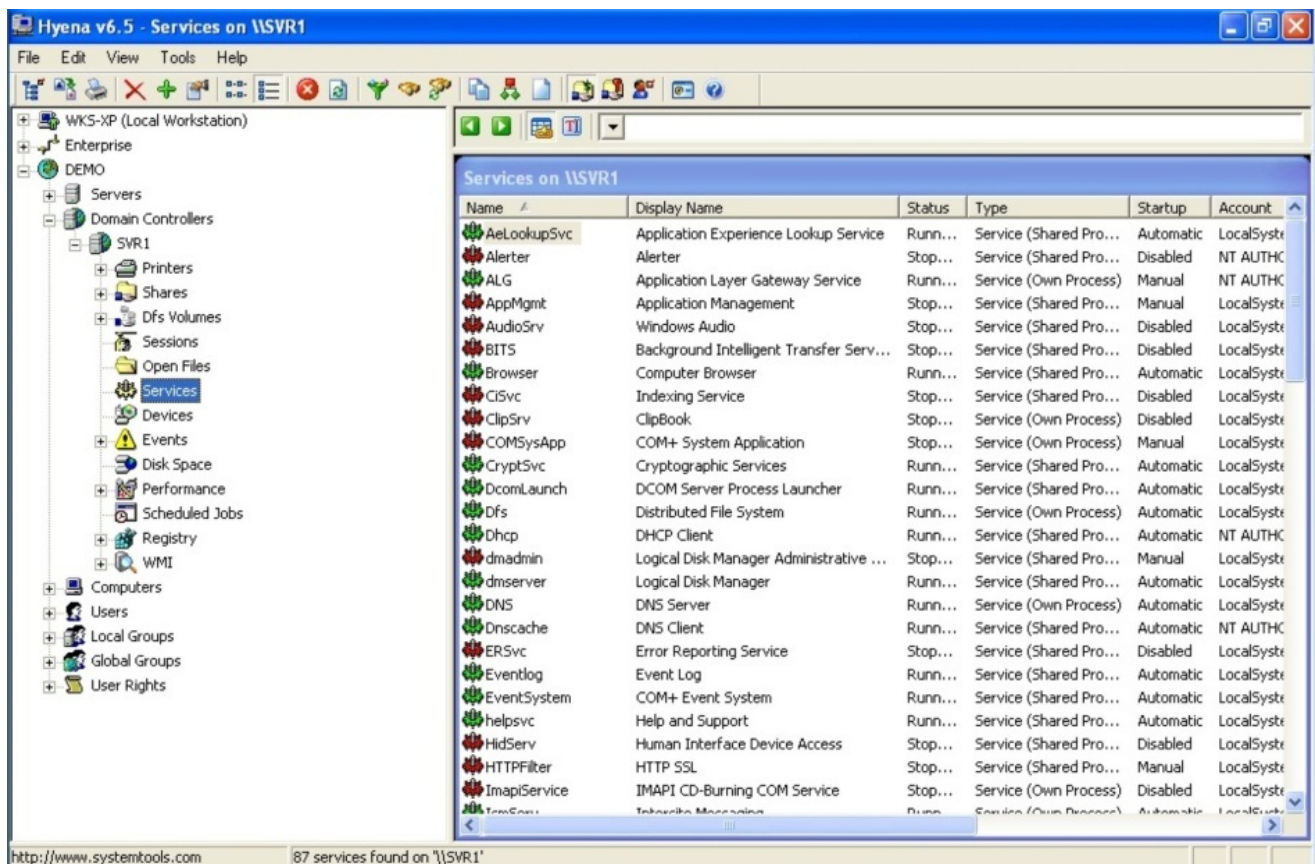 Hyena v6.5 - Services on \\SVR1
File Edit View Tools Help
WKS-XP (Local Workstation)
Enterprise
DEMO
Servers
Domain Controllers
SVR1
Printers
Shares
Dfs Volumes
Sessions
Open Files
Services
Devices
Events
Disk Space
Performance
Scheduled Jobs
Registry
WMI
Computers
Users
Local Groups
Global Groups
User Rights
Services on \\SVR1
Name Display Name Status Type Startup Account
AeLookupSvc Application Experience Lookup Service Runn... Service (Shared Pro... Automatic LocalSyste
Alerter Alerter Stop... Service (Shared Pro... Disabled NT AUTHO
ALG Application Layer Gateway Service Runn... Service (Own Process) Manual NT AUTHO
AppMgmt Application Management Stop... Service (Shared Pro... Manual LocalSyste
AudioSrv Windows Audio Stop... Service (Shared Pro... Disabled LocalSyste
BITS Background Intelligent Transfer Serv... Stop... Service (Shared Pro... Disabled LocalSyste
Browser Computer Browser Runn... Service (Shared Pro... Automatic LocalSyste
CiSvc Indexing Service Stop... Service (Shared Pro... Disabled LocalSyste
ClipSrv ClipBook Stop... Service (Own Process) Disabled LocalSyste
COMSysApp COM+ System Application Stop... Service (Own Process) Manual LocalSyste
CryptSvc Cryptographic Services Runn... Service (Shared Pro... Automatic LocalSyste
DcomLaunch DCOM Server Process Launcher Runn... Service (Shared Pro... Automatic LocalSyste
Dfs Distributed File System Runn... Service (Own Process) Automatic LocalSyste
Dhcp DHCP Client Runn... Service (Shared Pro... Automatic NT AUTHO
dmadmin Logical Disk Manager Administrative ... Stop... Service (Shared Pro... Manual LocalSyste
dmserver Logical Disk Manager Runn... Service (Shared Pro... Automatic LocalSyste
DNS DNS Server Runn... Service (Own Process) Automatic LocalSyste
Dnscache DNS Client Runn... Service (Shared Pro... Automatic NT AUTHO
ERSvc Error Reporting Service Stop... Service (Shared Pro... Disabled LocalSyste
Eventlog Event Log Runn... Service (Shared Pro... Automatic LocalSyste
EventSystem COM+ Event System Runn... Service (Shared Pro... Automatic LocalSyste
helpsvc Help and Support Runn... Service (Shared Pro... Automatic LocalSyste
HidServ Human Interface Device Access Stop... Service (Shared Pro... Disabled LocalSyste
HTTPFilter HTTP SSL Stop... Service (Shared Pro... Manual LocalSyste
ImapiService IMAPI CD-Burning COM Service Stop... Service (Own Process) Disabled LocalSyste
IsmServ Intersite Messaging Runn... Service (Own Process) Automatic LocalSyste
http://www.systemtools.com 87 services found on '\\SVR1'